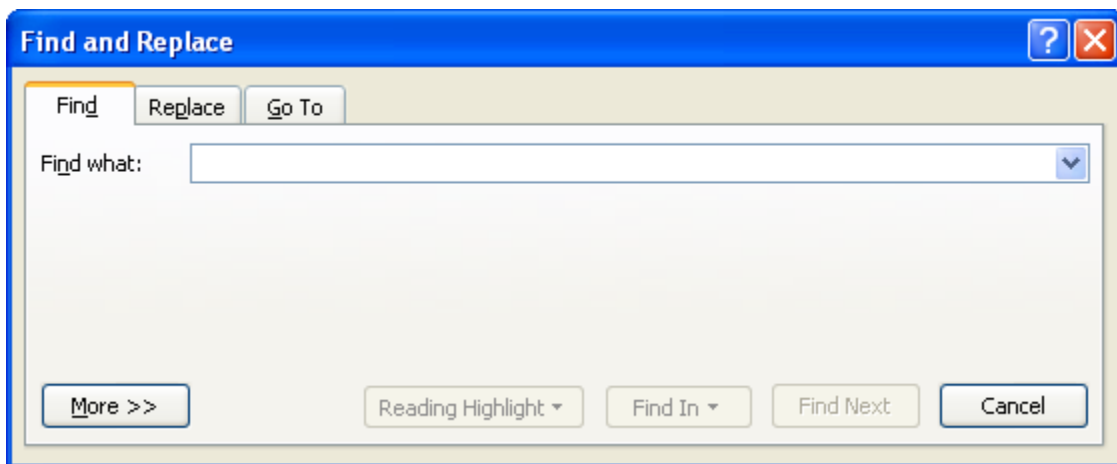 Find and Replace
Find Replace Go To
Find what:
More >> Reading Highlight Find In Find Next Cancel